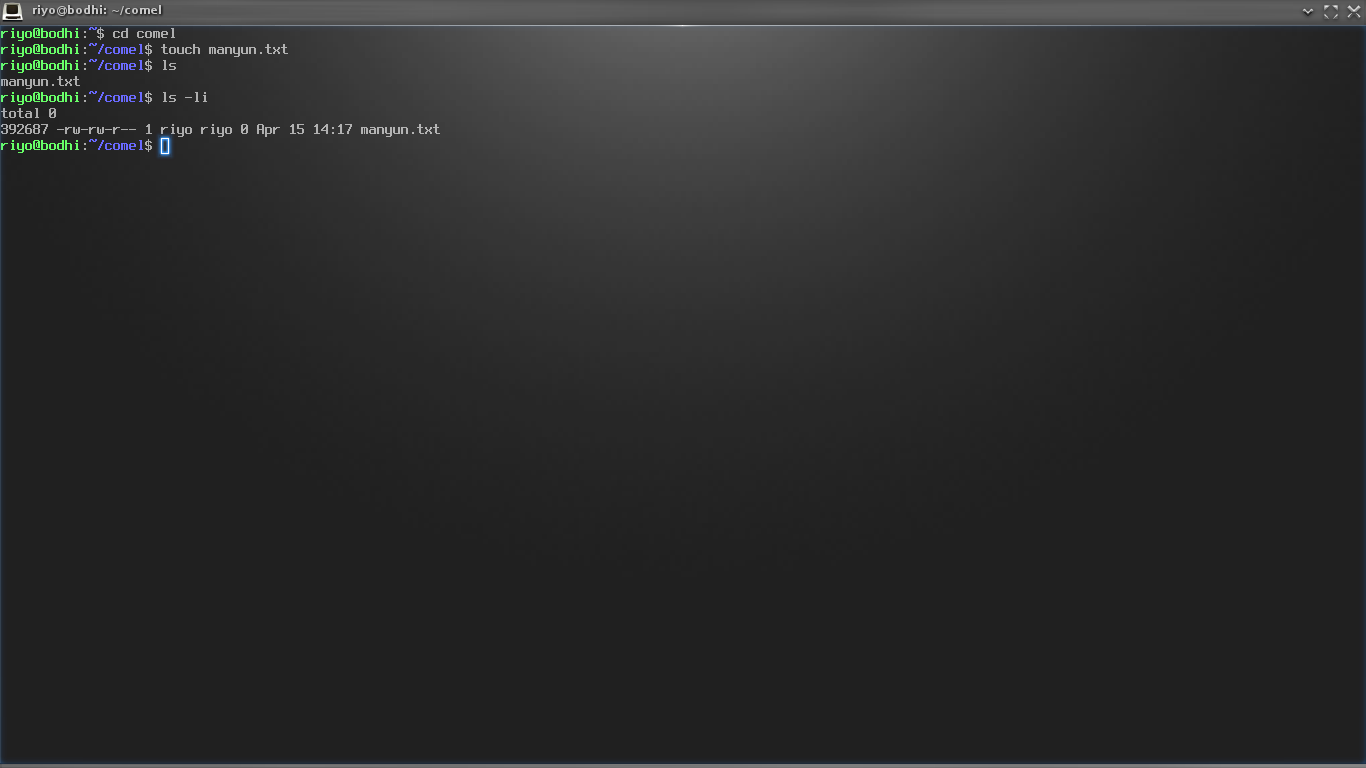 riyo@bodhi: ~/comel
riyo@bodhi:~$ cd comel
riyo@bodhi:~/comel$ touch manyun.txt
riyo@bodhi:~/comel$ ls
manyun.txt
riyo@bodhi:~/comel$ ls -li
total 0
392687 -rw-rw-r-- 1 riyo riyo 0 Apr 15 14:17 manyun.txt
riyo@bodhi:~/comel$